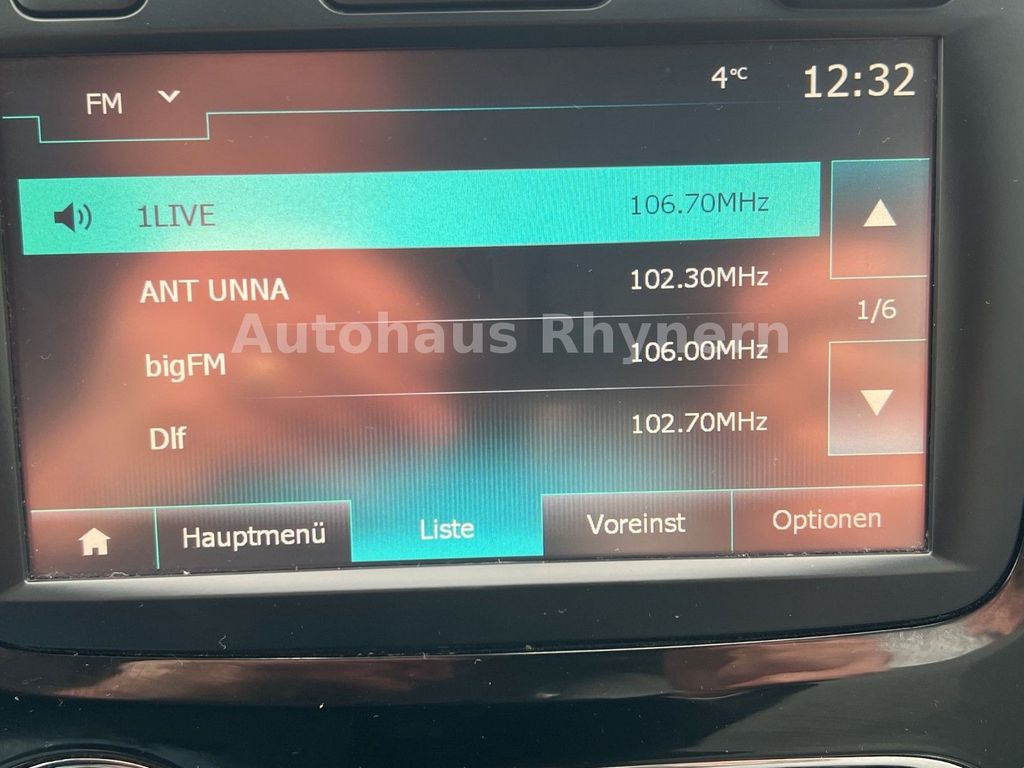 FM 4°C 12:32
1LIVE 106.70MHz
ANT UNNA 102.30MHz
1/6
Autohaus Rhynern
bigFM 106.00MHz
Dlf 102.70MHz
Hauptmenü Liste Voreinst Optionen